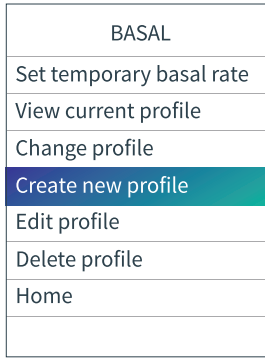 BASAL
Set temporary basal rate
View current profile
Change profile
Create new profile
Edit profile
Delete profile
Home